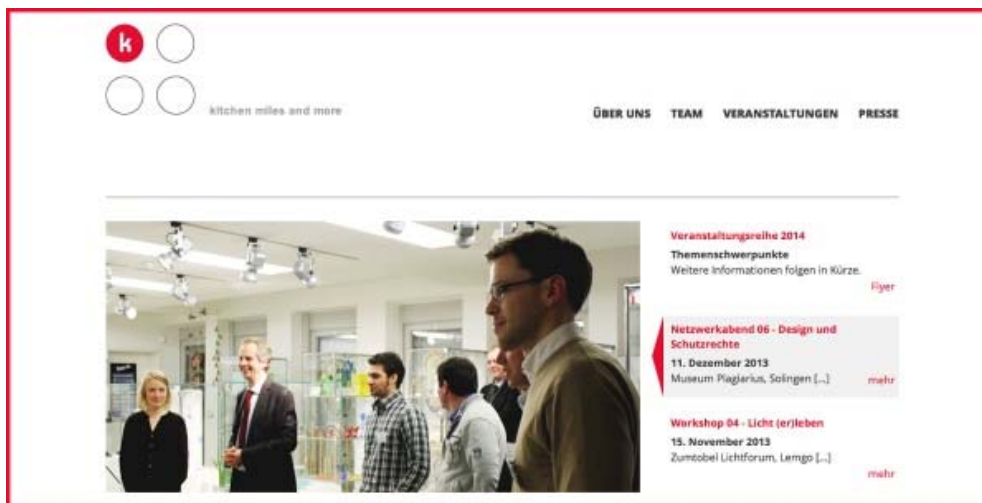 k
kitchen miles and more
ÜBER UNS TEAM VERANSTALTUNGEN PRESSE
Veranstaltungsreihe 2014
Themenschwerpunkte
Weitere Informationen folgen in Kürze.
Flyer
Netzwerkabend 06 - Design und
Schutzrechte
11. Dezember 2013
Museum Plagiarius, Solingen [...]
mehr
Workshop 04 - Licht (er)leben
15. November 2013
Zumtobel Lichtforum, Lemgo [...]
mehr